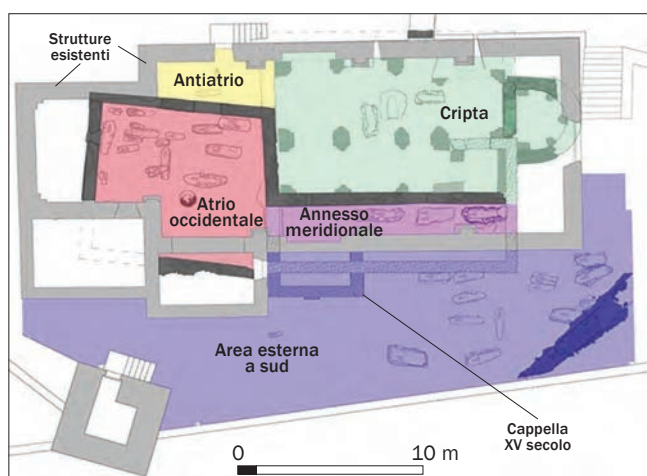 Strutture
esistenti
Antiatrio
Cripta
Atrio
occidentale
Annesso
meridionale
Area esterna
a sud
Cappella
XV secolo
0 10 m